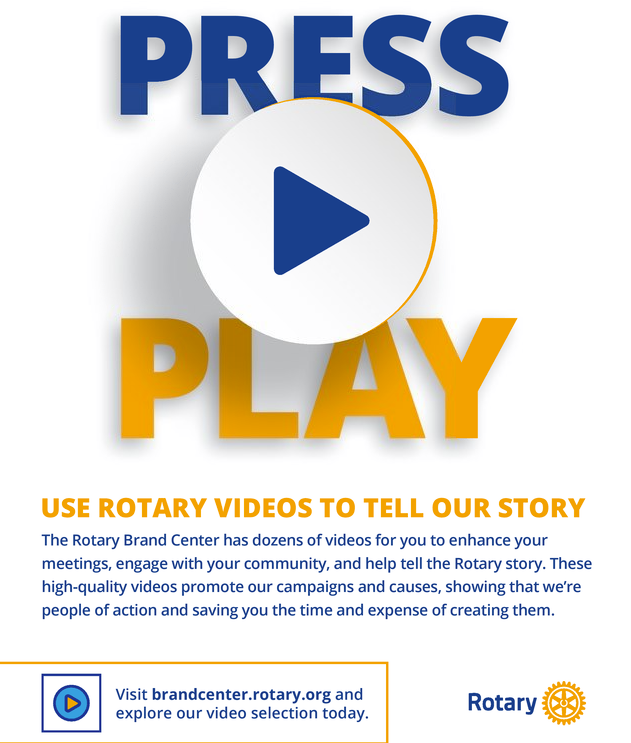 PRESS
PLAY
USE ROTARY VIDEOS TO TELL OUR STORY
The Rotary Brand Center has dozens of videos for you to enhance your
meetings, engage with your community, and help tell the Rotary story. These
high-quality videos promote our campaigns and causes, showing that we’re
people of action and saving you the time and expense of creating them.
Visit brandcenter.rotary.org and
explore our video selection today.
Rotary